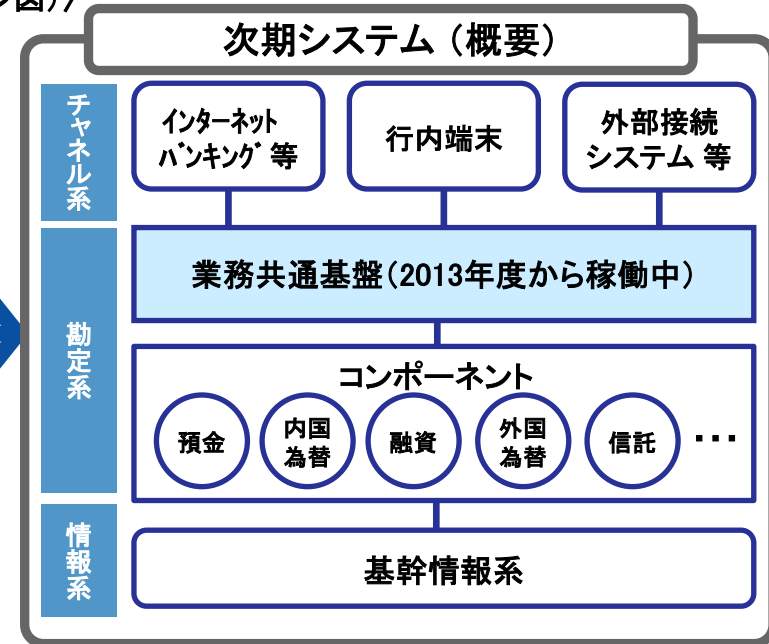 図)
次期システム（概要）
チャネル系
インターネット
バンキング 等
行内端末
外部接続
システム 等
勘定系
業務共通基盤（2013年度から稼働中）
コンポーネント
預金
内国
為替
融資
外国
為替
信託
･･･
情報系
基幹情報系